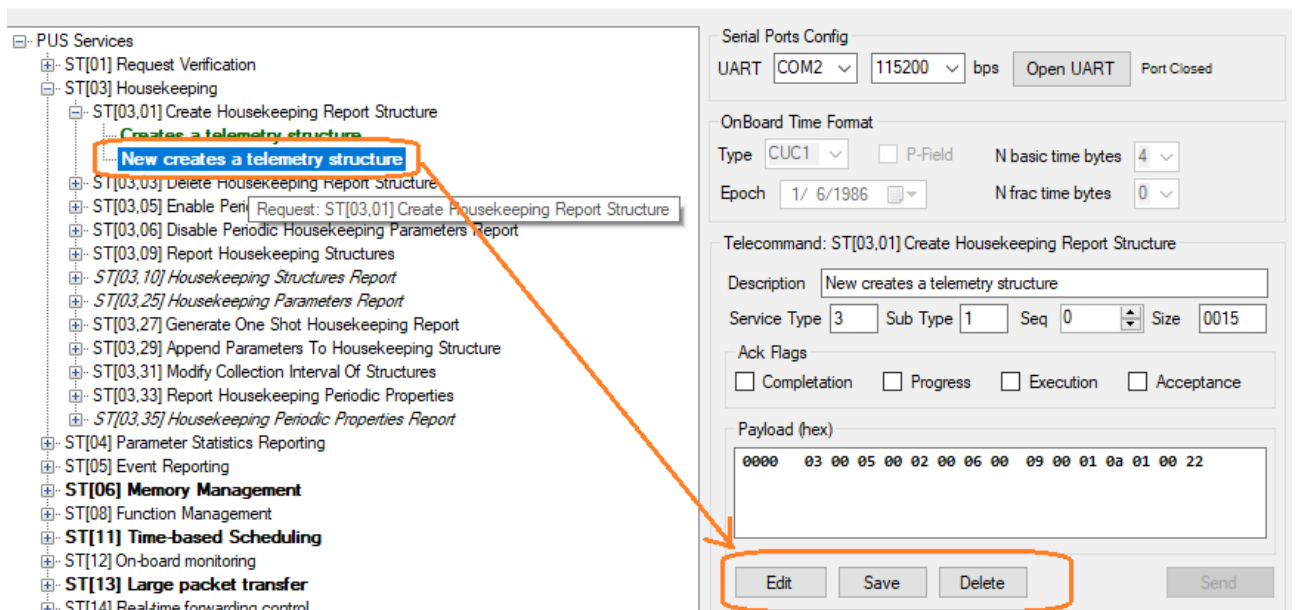 PUS Services
ST[01] Request Verification
ST[03] Housekeeping
ST[03,01] Create Housekeeping Report Structure
Creates a telemetry structure
New creates a telemetry structure
ST[03,03] Delete Housekeeping Report Structure
ST[03,05] Enable Peri
Request: ST[03,01] Create Housekeeping Report Structure
ST[03,06] Disable Periodic Housekeeping Parameters Report
ST[03,09] Report Housekeeping Structures
ST[03,10] Housekeeping Structures Report
ST[03,25] Housekeeping Parameters Report
ST[03,27] Generate One Shot Housekeeping Report
ST[03,29] Append Parameters To Housekeeping Structure
ST[03,31] Modify Collection Interval Of Structures
ST[03,33] Report Housekeeping Periodic Properties
ST[03,35] Housekeeping Periodic Properties Report
ST[04] Parameter Statistics Reporting
ST[05] Event Reporting
ST[06] Memory Management
ST[08] Function Management
ST[11] Time-based Scheduling
ST[12] On-board monitoring
ST[13] Large packet transfer
ST[14] Real-time forwarding control
Serial Ports Config
UART COM2 115200 bps Open UART Port Closed
OnBoard Time Format
Type CUC1 P-Field N basic time bytes 4
Epoch 1/ 6/1986 N frac time bytes 0
Telecommand: ST[03,01] Create Housekeeping Report Structure
Description New creates a telemetry structure
Service Type 3 Sub Type 1 Seq 0 Size 0015
Ack Flags
Completation Progress Execution Acceptance
Payload (hex)
0000 03 00 05 00 02 00 06 00 09 00 01 0a 01 00 22
Edit Save Delete Send